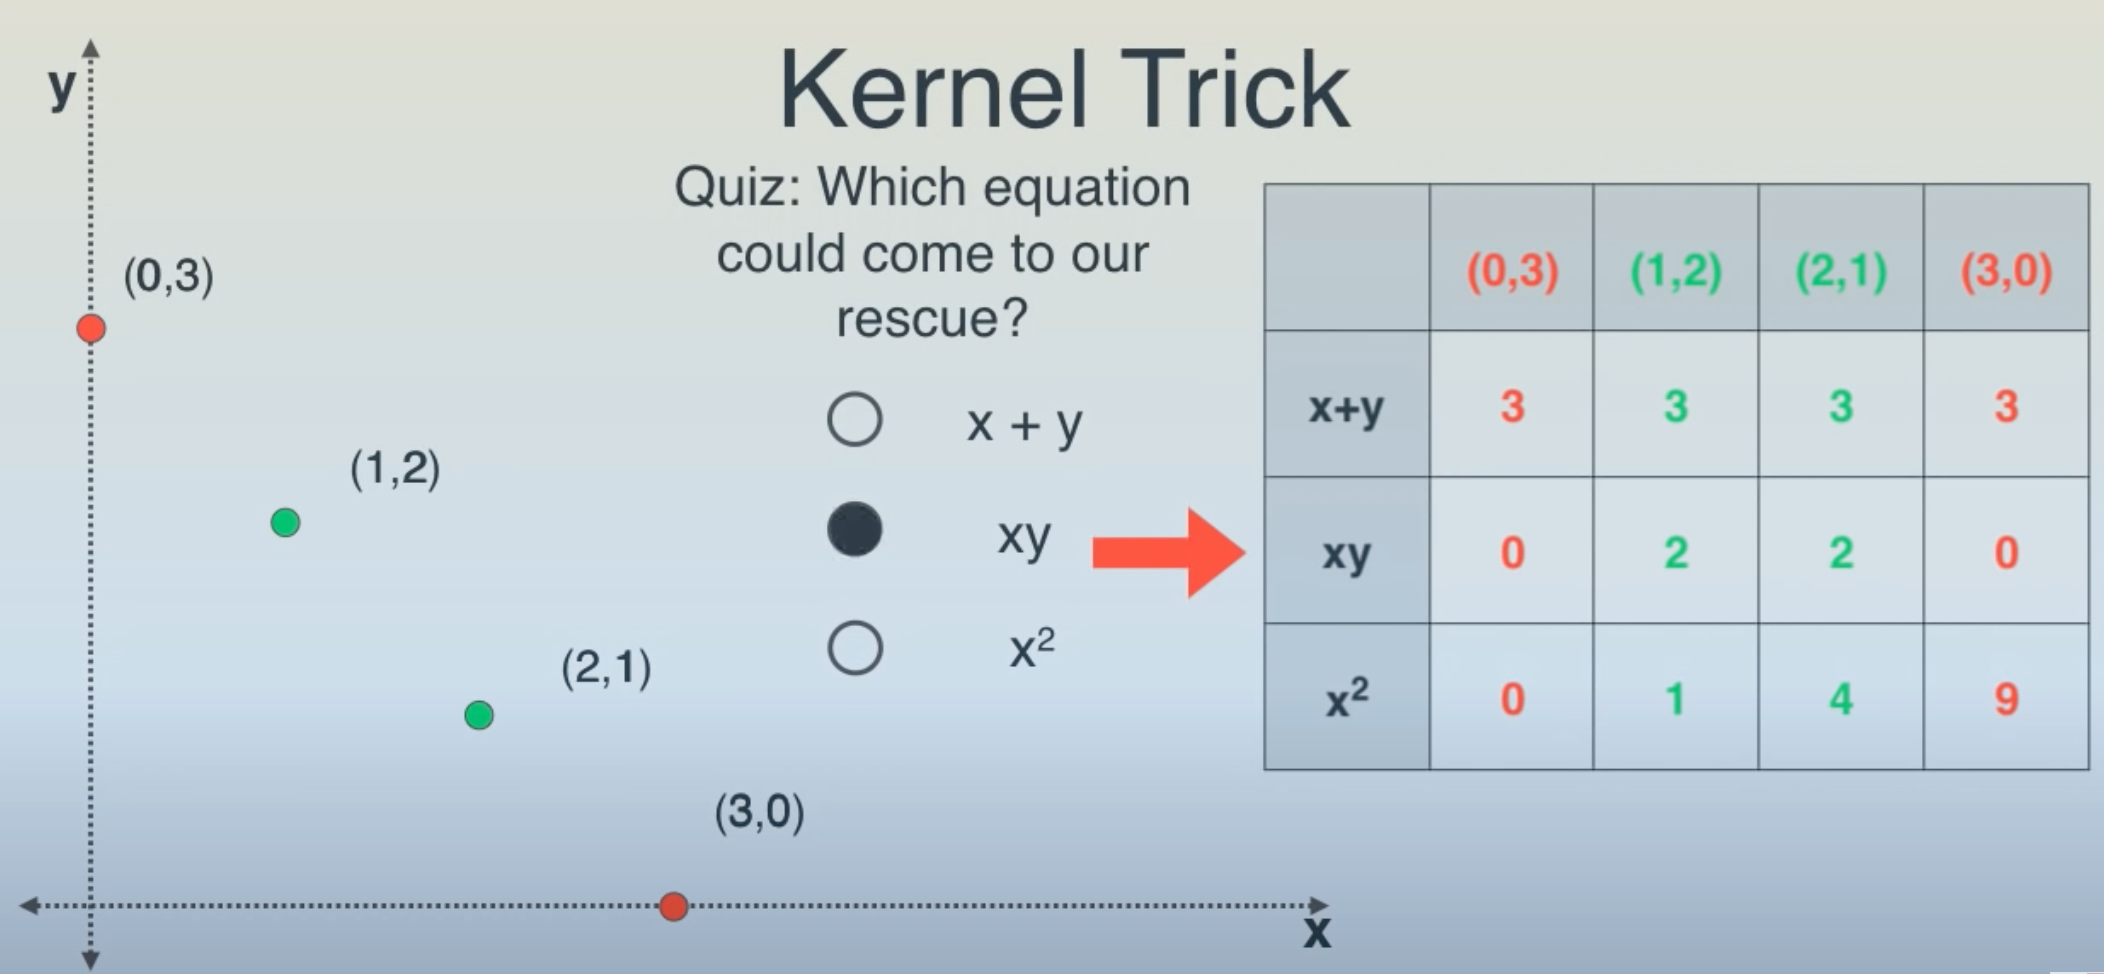 Kernel Trick
y
(0,3)
(1,2)
(2,1)
(3,0)
x
Quiz: Which equation
could come to our
rescue?
x + y
xy
x²
(0,3) (1,2) (2,1) (3,0)
x+y 3 3 3 3
xy 0 2 2 0
x² 0 1 4 9